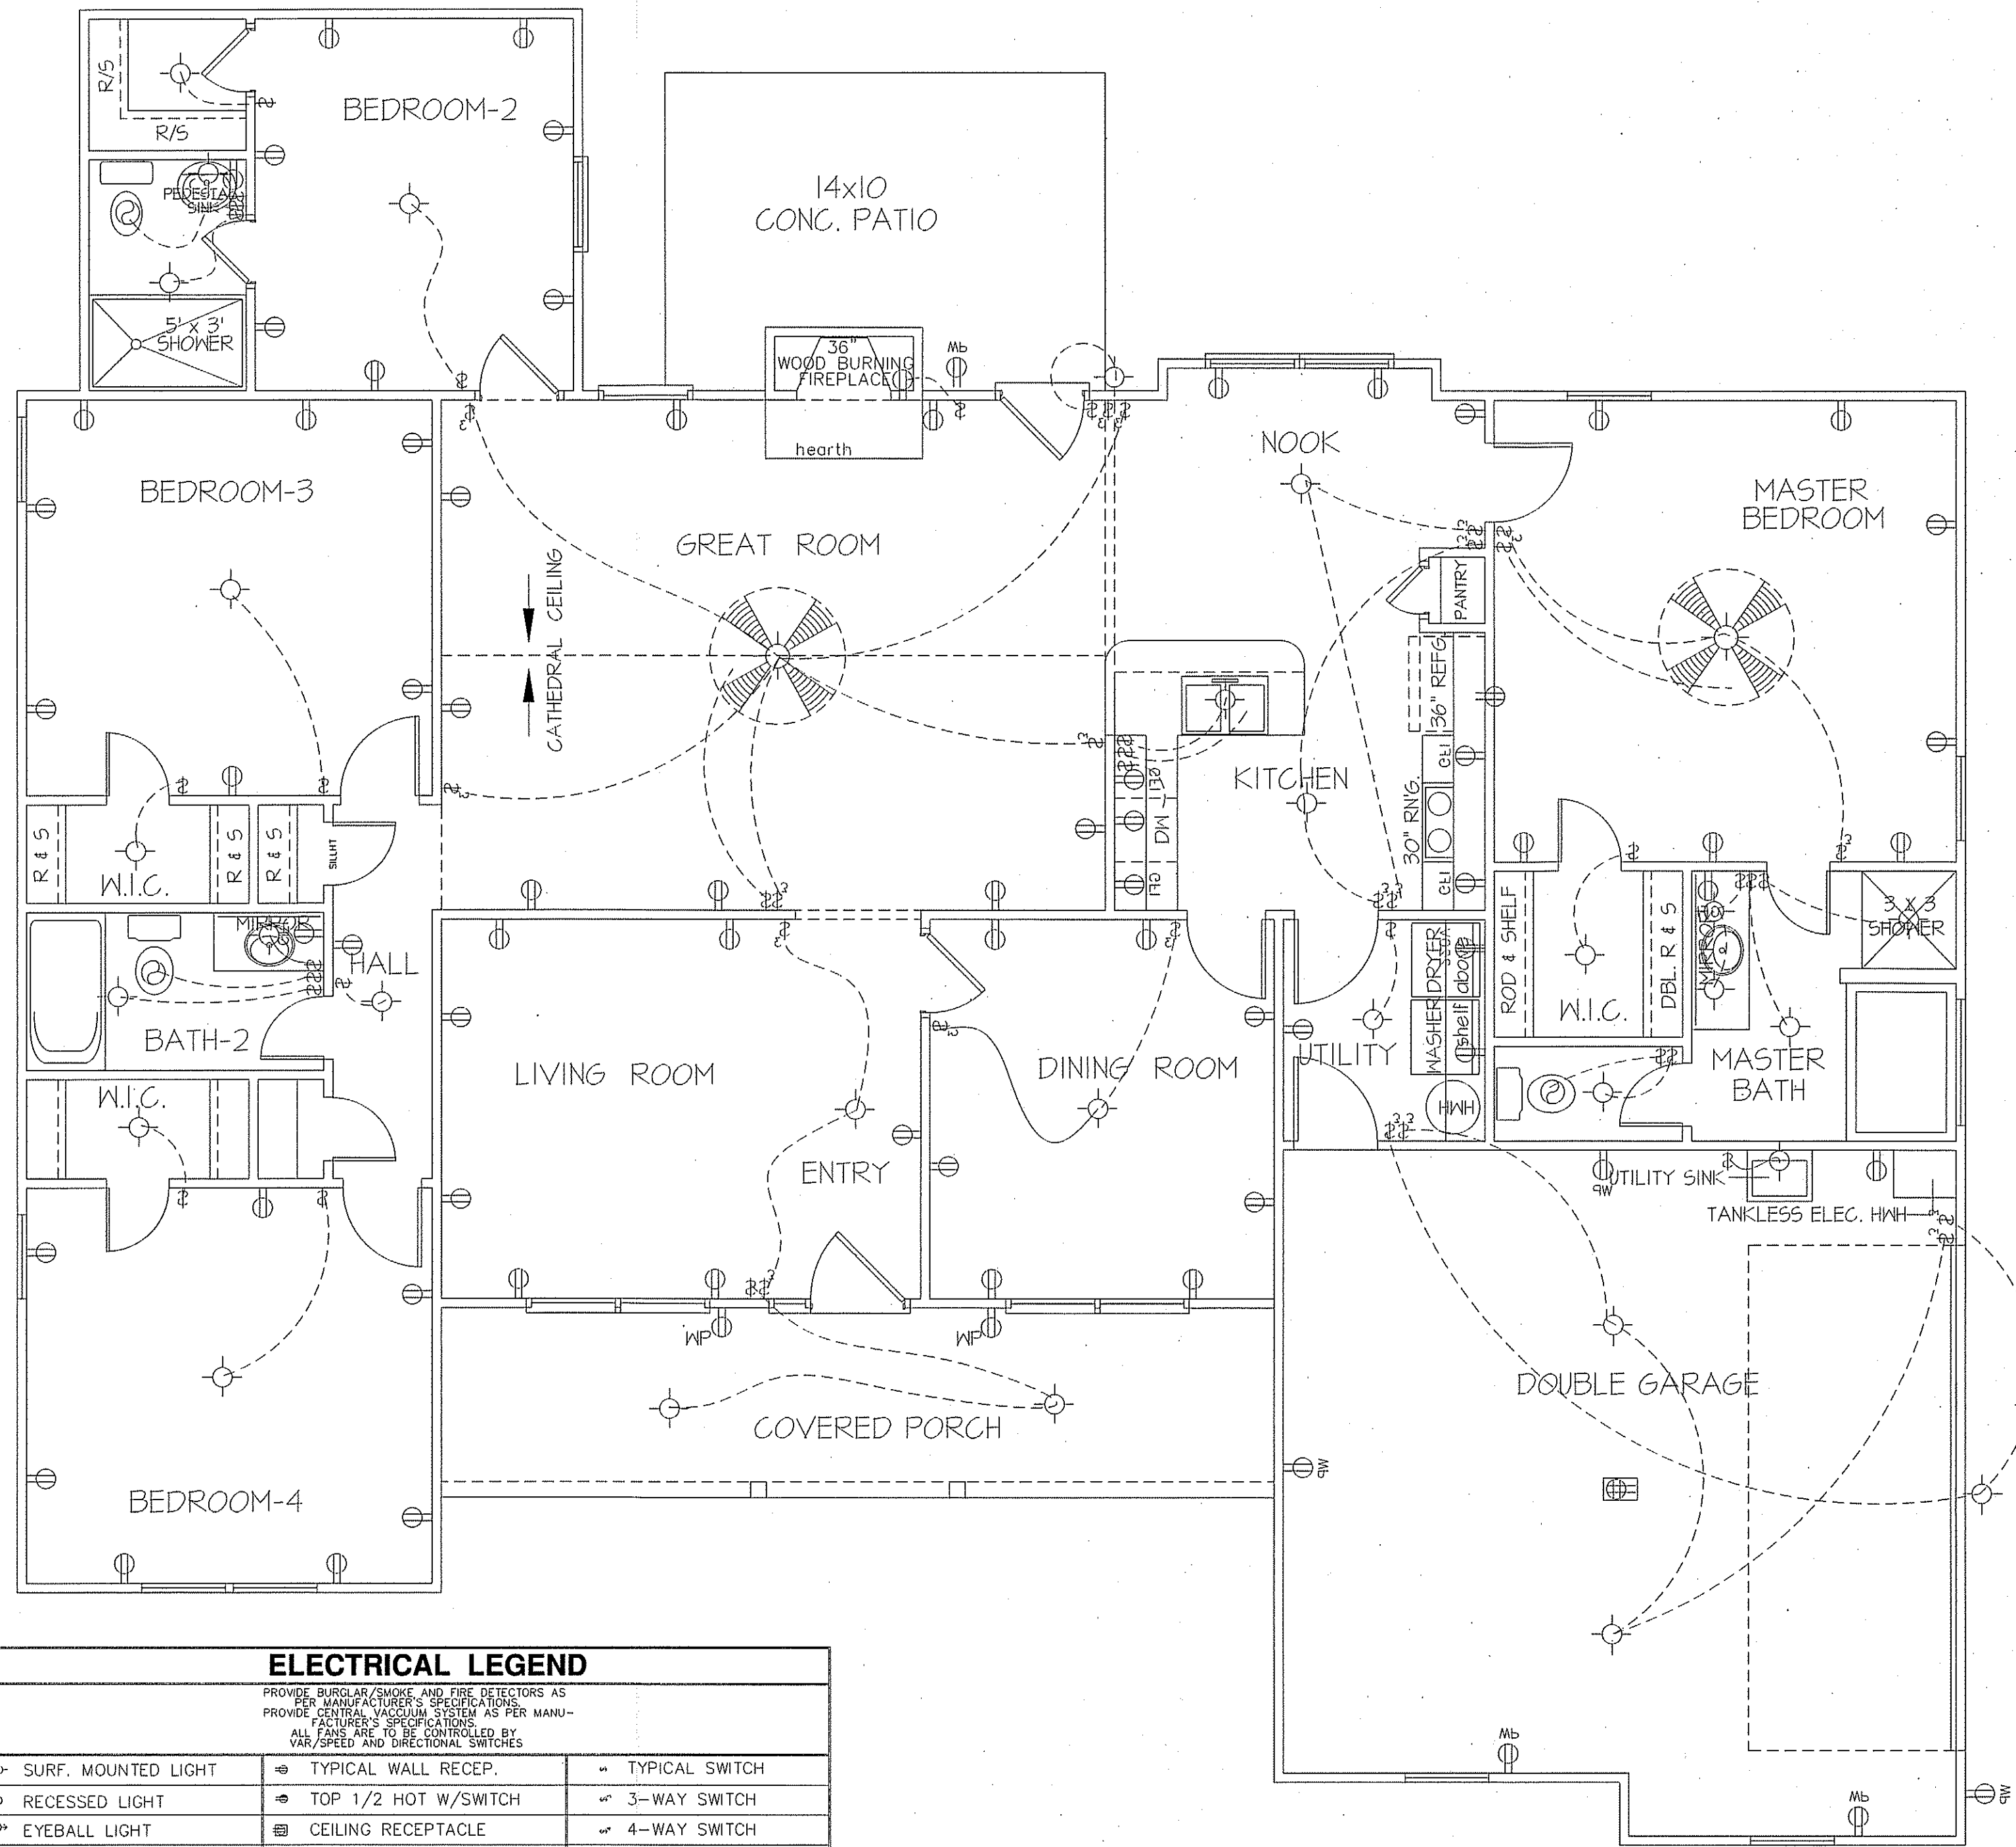 R/S
R/S
BEDROOM-2
PEDESTAL
SINK
5' x 3'
SHOWER
14x10
CONC. PATIO
36"
WOOD BURNING
FIREPLACE
WP
hearth
BEDROOM-3
GREAT ROOM
CATHEDRAL CEILING
NOOK
MASTER
BEDROOM
PANTRY
36" REFG.
KITCHEN
30" RN'G.
GFI
GFI
GFI
DW
GFI
R & S
W.I.C.
R & S
R & S
MIRROR
GFI
HALL
BATH-2
W.I.C.
LIVING ROOM
ENTRY
DINING ROOM
UTILITY
WASHER
DRYER
shelf above
HWH
ROD & SHELF
W.I.C.
DBL. R & S
MIRROR
3 X 3
SHOWER
MASTER
BATH
WP
UTILITY SINK
TANKLESS ELEC. HWH
WP
WP
COVERED PORCH
DOUBLE GARAGE
WP
BEDROOM-4
WP
WP
WP
ELECTRICAL LEGEND
PROVIDE BURGLAR/SMOKE AND FIRE DETECTORS AS
PER MANUFACTURER'S SPECIFICATIONS.
PROVIDE CENTRAL VACCUUM SYSTEM AS PER MANU-
FACTURER'S SPECIFICATIONS.
ALL FANS ARE TO BE CONTROLLED BY
VAR/SPEED AND DIRECTIONAL SWITCHES
SURF. MOUNTED LIGHT
TYPICAL WALL RECEP.
TYPICAL SWITCH
RECESSED LIGHT
TOP 1/2 HOT W/SWITCH
3-WAY SWITCH
EYEBALL LIGHT
CEILING RECEPTACLE
4-WAY SWITCH